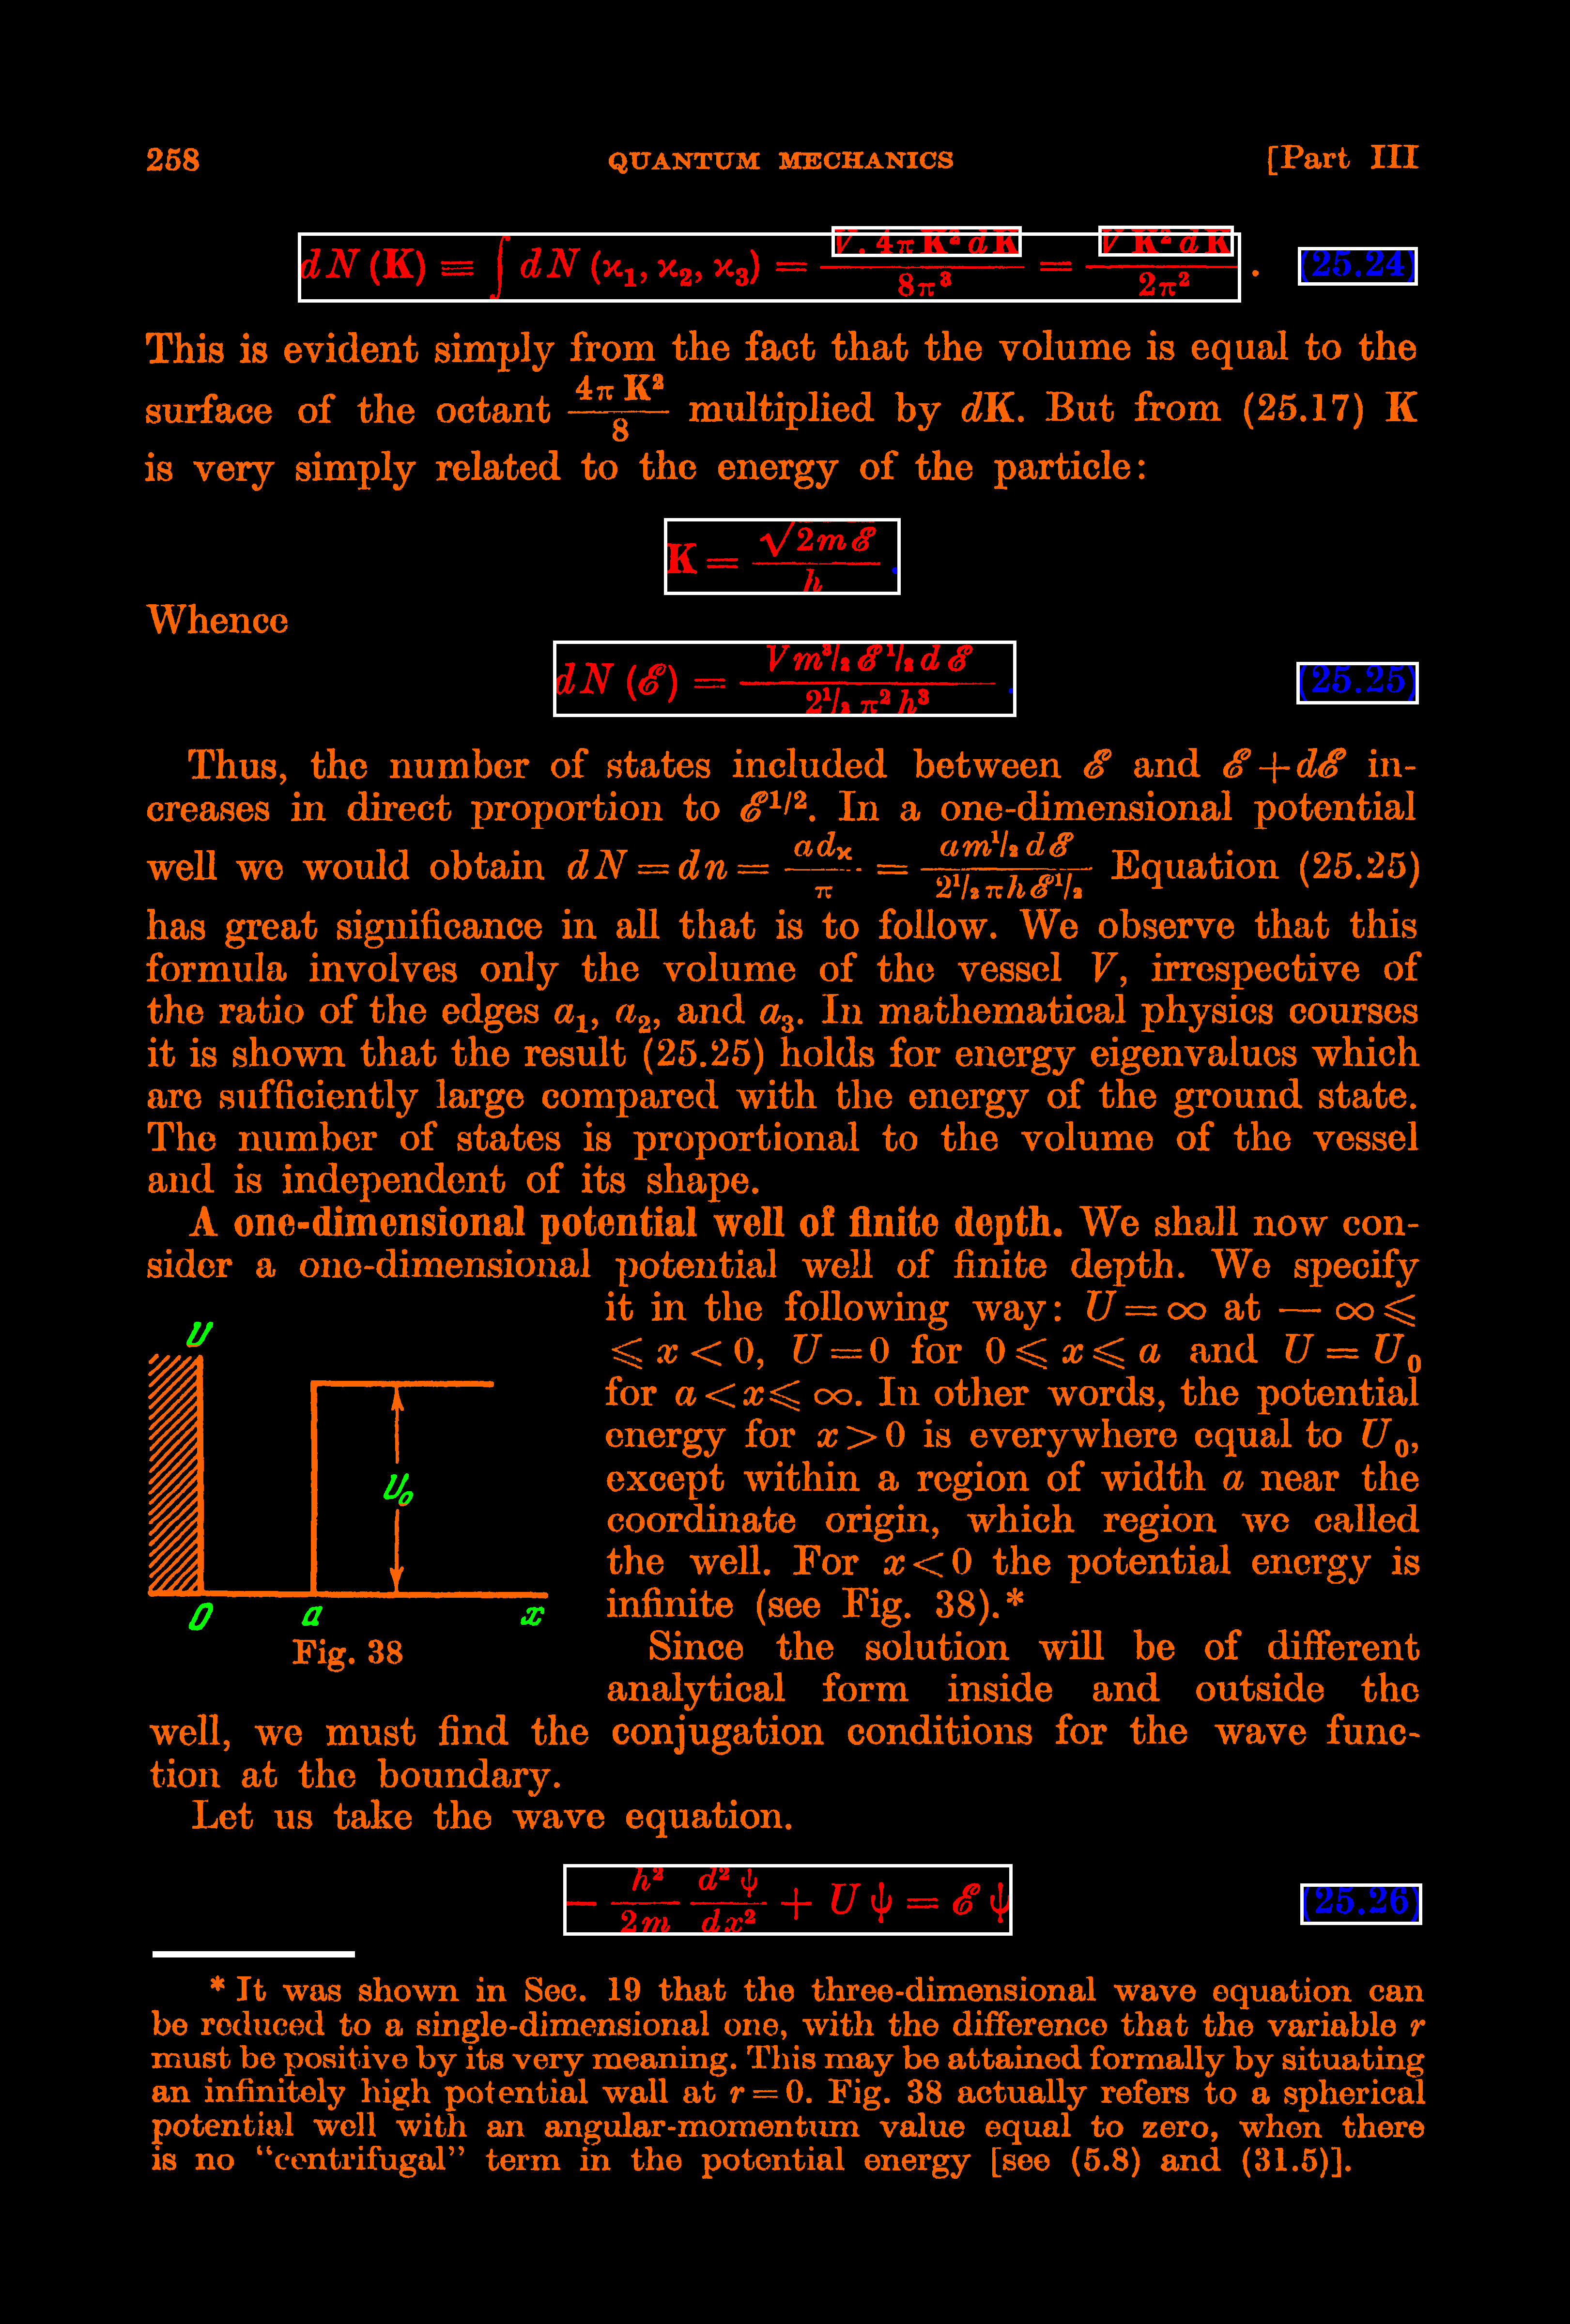 258 QUANTUM MECHANICS [Part III
dN (K) ≡ ∫ dN (ϰ₁, ϰ₂, ϰ₃) = V. 4π K² dK / 8π³ = V K² dK / 2π² . (25.24)
This is evident simply from the fact that the volume is equal to the
surface of the octant 4π K² / 8 multiplied by dK. But from (25.17) K
is very simply related to the energy of the particle:
K = √2mℰ / h .
Whence
dN (ℰ) = V m^3/2 ℰ^1/2 d ℰ / 2^1/2 π² h³ . (25.25)
Thus, the number of states included between ℰ and ℰ + dℰ in-
creases in direct proportion to ℰ^1/2. In a one-dimensional potential
well we would obtain dN = dn = adϰ / π = am^1/2 dℰ / 2^1/2 πhℰ^1/2 Equation (25.25)
has great significance in all that is to follow. We observe that this
formula involves only the volume of the vessel V, irrespective of
the ratio of the edges a₁, a₂, and a₃. In mathematical physics courses
it is shown that the result (25.25) holds for energy eigenvalues which
are sufficiently large compared with the energy of the ground state.
The number of states is proportional to the volume of the vessel
and is independent of its shape.
A one-dimensional potential well of finite depth. We shall now con-
sider a one-dimensional potential well of finite depth. We specify
it in the following way: U = ∞ at — ∞ ⩽
⩽ x < 0, U = 0 for 0 ⩽ x ⩽ a and U = U₀
for a < x ⩽ ∞. In other words, the potential
energy for x > 0 is everywhere equal to U₀,
except within a region of width a near the
coordinate origin, which region we called
the well. For x < 0 the potential energy is
infinite (see Fig. 38).*
U
U₀
0 a x
Fig. 38
Since the solution will be of different
analytical form inside and outside the
well, we must find the conjugation conditions for the wave func-
tion at the boundary.
Let us take the wave equation.
— h² / 2m d² ψ / dx² + U ψ = ℰ ψ (25.26)
* It was shown in Sec. 19 that the three-dimensional wave equation can
be reduced to a single-dimensional one, with the difference that the variable r
must be positive by its very meaning. This may be attained formally by situating
an infinitely high potential wall at r = 0. Fig. 38 actually refers to a spherical
potential well with an angular-momentum value equal to zero, when there
is no “centrifugal” term in the potential energy [see (5.8) and (31.5)].